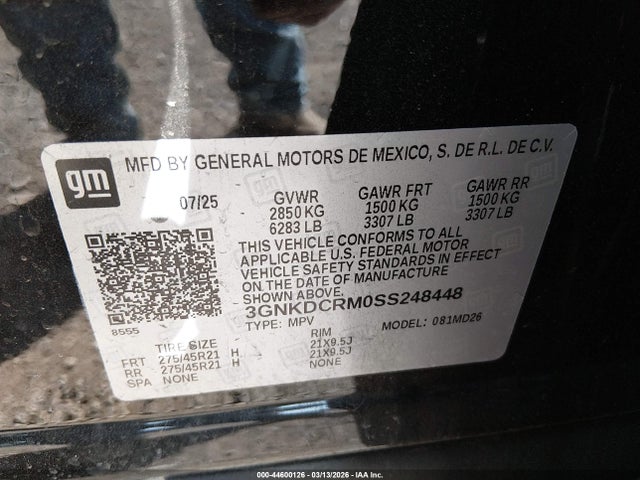 gm
MFD BY GENERAL MOTORS DE MEXICO, S. DE R.L. DE C.V.
07/25 GVWR GAWR FRT GAWR RR
2850 KG 1500 KG 1500 KG
6283 LB 3307 LB 3307 LB
THIS VEHICLE CONFORMS TO ALL
APPLICABLE U.S. FEDERAL MOTOR
VEHICLE SAFETY STANDARDS IN EFFECT
ON THE DATE OF MANUFACTURE
SHOWN ABOVE.
3GNKDCRM0SS248448
TYPE: MPV MODEL: 081MD26
8555
TIRE SIZE RIM
FRT 275/45R21 H 21X9.5J
RR 275/45R21 H 21X9.5J
SPA NONE NONE
000-44600126 - 03/13/2026 - IAA Inc.